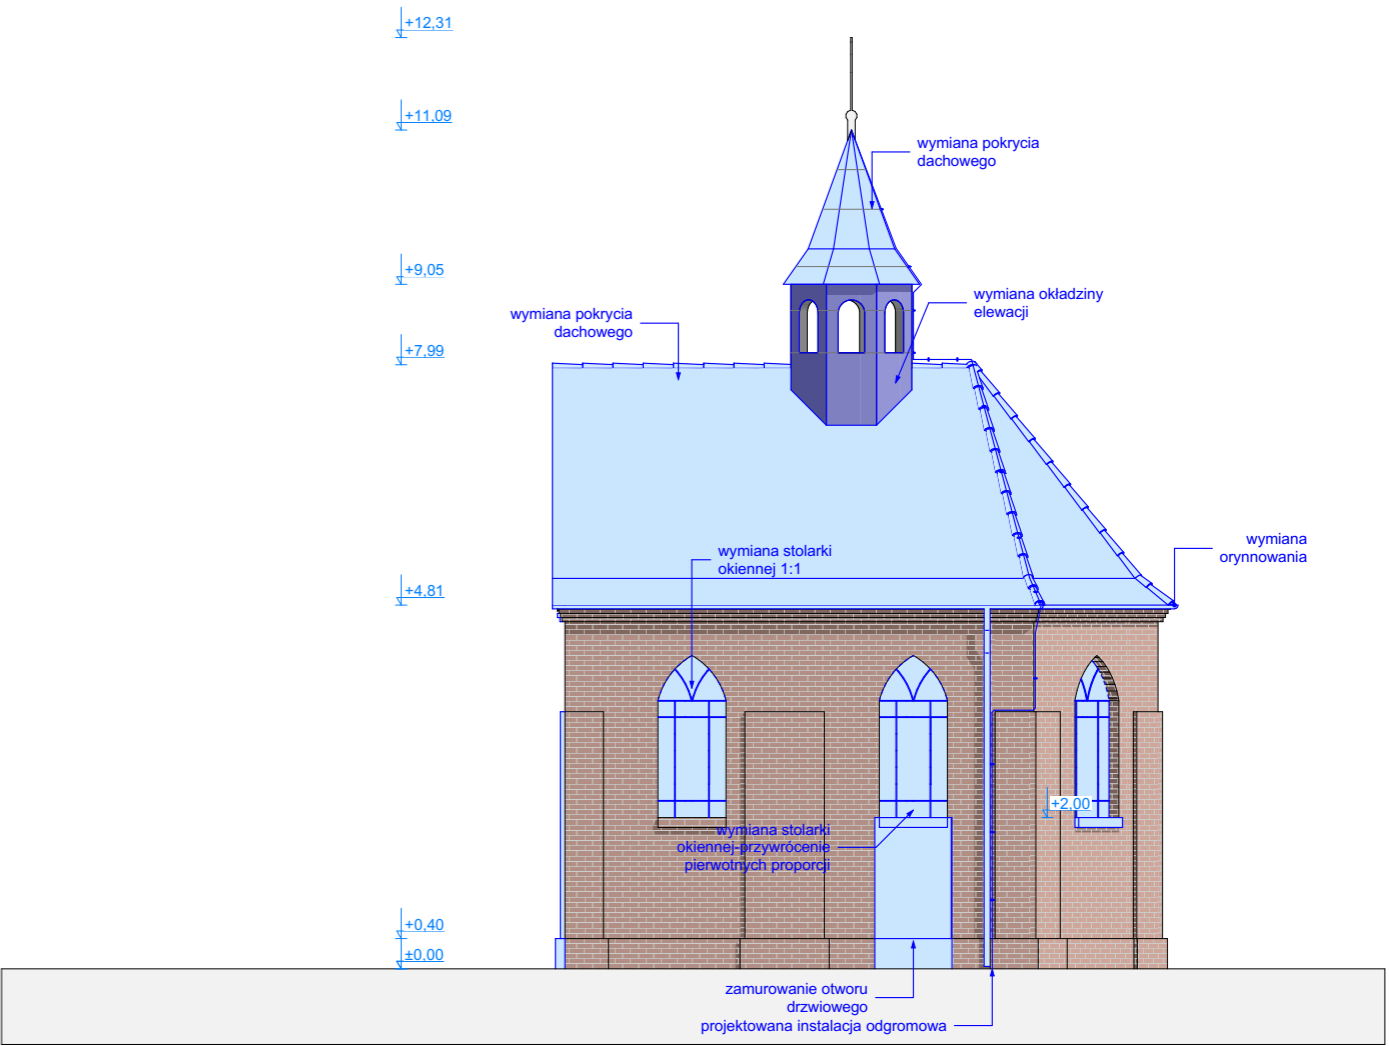 +12,31
+11,09
wymiana pokrycia
dachowego
+9,05
wymiana okładziny
elewacji
wymiana pokrycia
dachowego
+7,99
wymiana
orynnowania
wymiana stolarki
okiennej 1:1
+4,81
+2,00
wymiana stolarki
okiennej-przywrócenie
pierwotnych proporcji
+0,40
±0,00
zamurowanie otworu
drzwiowego
projektowana instalacja odgromowa